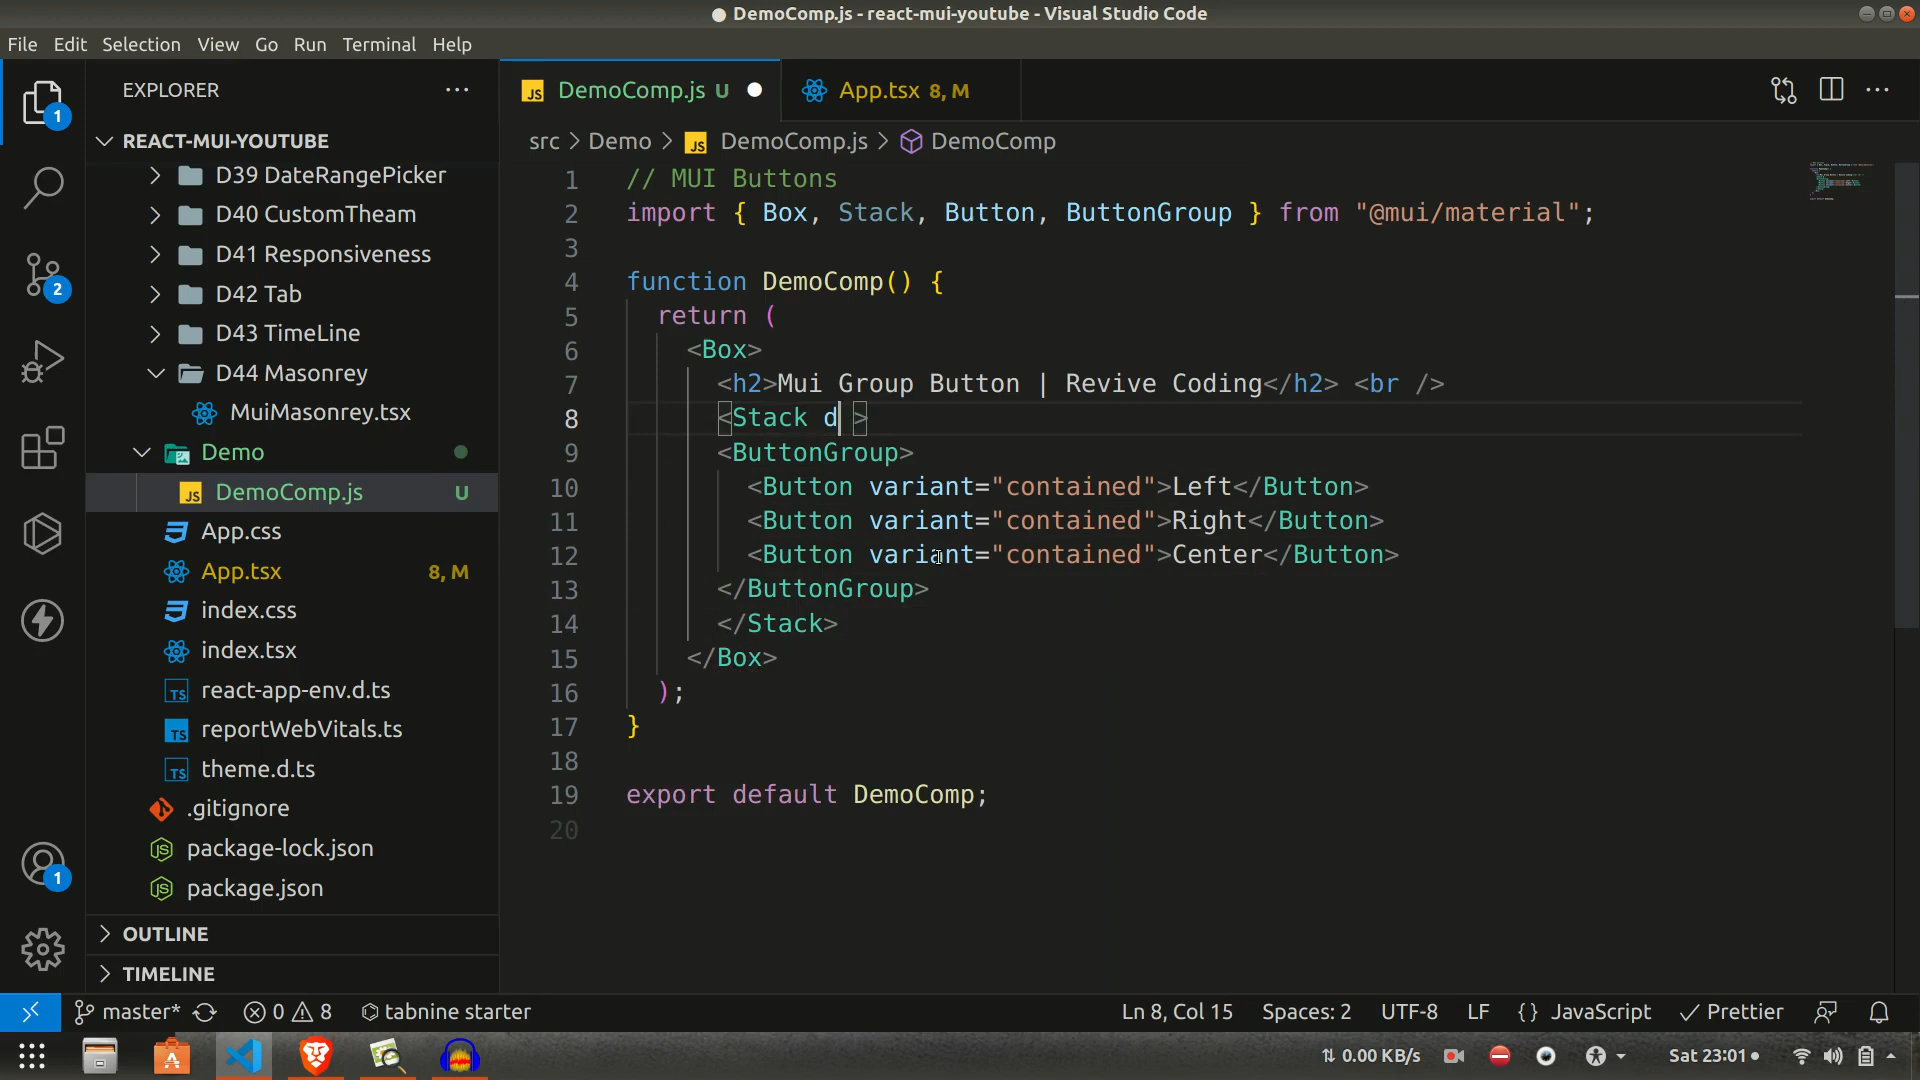 DemoComp.js - react-mui-youtube - Visual Studio Code
File Edit Selection View Go Run Terminal Help
EXPLORER
REACT-MUI-YOUTUBE
D39 DateRangePicker
D40 CustomTheam
D41 Responsiveness
D42 Tab
D43 TimeLine
D44 Masonrey
MuiMasonrey.tsx
Demo
DemoComp.js U
App.css
App.tsx 8, M
index.css
index.tsx
react-app-env.d.ts
reportWebVitals.ts
theme.d.ts
.gitignore
package-lock.json
package.json
OUTLINE
TIMELINE
1
2
1
JS DemoComp.js U App.tsx 8, M
src > Demo > JS DemoComp.js > DemoComp
1 // MUI Buttons
2 import { Box, Stack, Button, ButtonGroup } from "@mui/material";
3
4 function DemoComp() {
5 return (
6 <Box>
7 <h2>Mui Group Button | Revive Coding</h2> <br />
8 <Stack d >
9 <ButtonGroup>
10 <Button variant="contained">Left</Button>
11 <Button variant="contained">Right</Button>
12 <Button variant="contained">Center</Button>
13 </ButtonGroup>
14 </Stack>
15 </Box>
16 );
17 }
18
19 export default DemoComp;
20
master* 0 8 tabnine starter Ln 8, Col 15 Spaces: 2 UTF-8 LF {} JavaScript Prettier
0.00 KB/s Sat 23:01